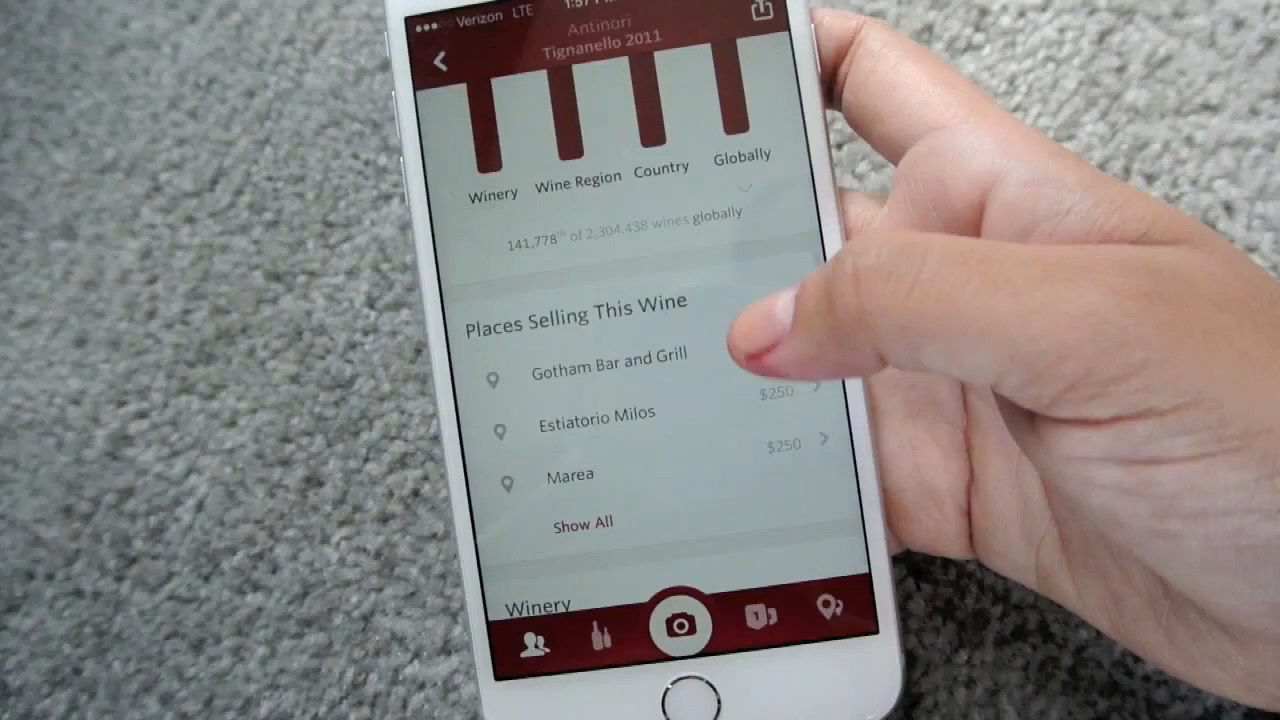 Verizon LTE 1:57
Antinori
Tignanello 2011
Winery Wine Region Country Globally
141,778th of 2,304,438 wines globally
Places Selling This Wine
Gotham Bar and Grill
Estiatorio Milos $250
Marea $250
Show All
Winery
1